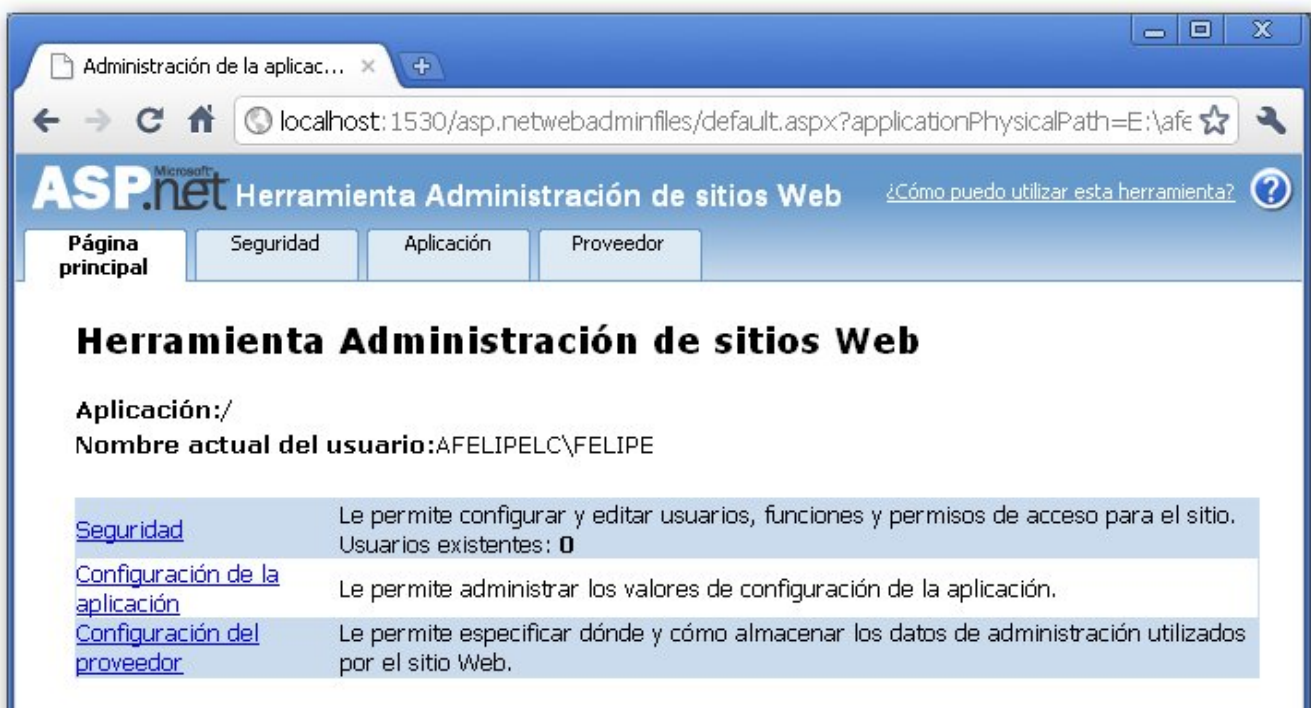 Administración de la aplicac...
localhost:1530/asp.netwebadminfiles/default.aspx?applicationPhysicalPath=E:\afe
Microsoft
ASP.net Herramienta Administración de sitios Web ¿Cómo puedo utilizar esta herramienta? ?
Página principal Seguridad Aplicación Proveedor
Herramienta Administración de sitios Web
Aplicación:/
Nombre actual del usuario:AFELIPELC\FELIPE
Seguridad
Le permite configurar y editar usuarios, funciones y permisos de acceso para el sitio.
Usuarios existentes: 0
Configuración de la
aplicación
Le permite administrar los valores de configuración de la aplicación.
Configuración del
proveedor
Le permite especificar dónde y cómo almacenar los datos de administración utilizados
por el sitio Web.